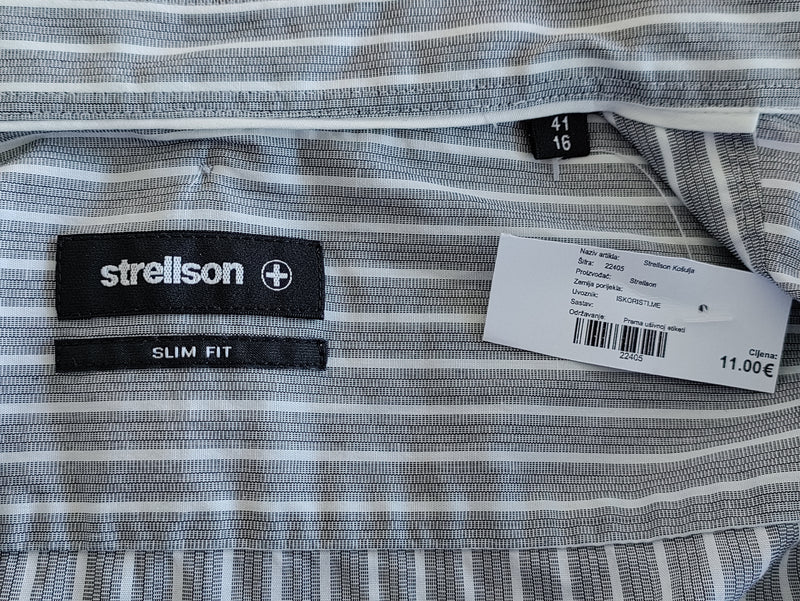 41
16
strellson
SLIM FIT
Naziv artikla: Strellson Košulja
Šifra: 22405
Proizvođač: Strellson
Zemlja porijekla:
Uvoznik: ISKORISTI.ME
Sastav:
Održavanje: Prema ušivnoj etiketi
22405
Cijena:
11.00€